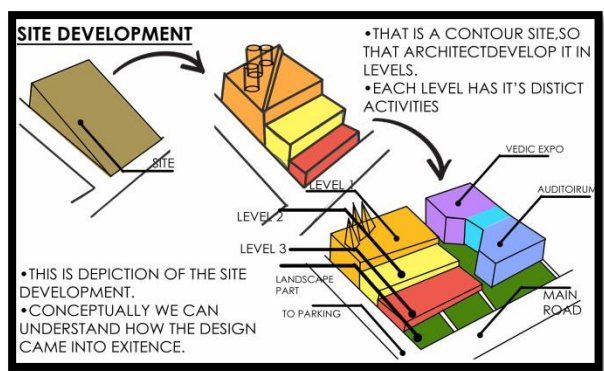 SITE DEVELOPMENT
•THAT IS A CONTOUR SITE,SO
THAT ARCHITECTDEVELOP IT IN
LEVELS.
•EACH LEVEL HAS IT'S DISTICT
ACTIVITIES
SITE
VEDIC EXPO
AUDITOIRUM
LEVEL 1
LEVEL 2
LEVEL 3
LANDSCAPE
PART
TO PARKING
MAIN
ROAD
•THIS IS DEPICTION OF THE SITE
DEVELOPMENT.
•CONCEPTUALLY WE CAN
UNDERSTAND HOW THE DESIGN
CAME INTO EXITENCE.